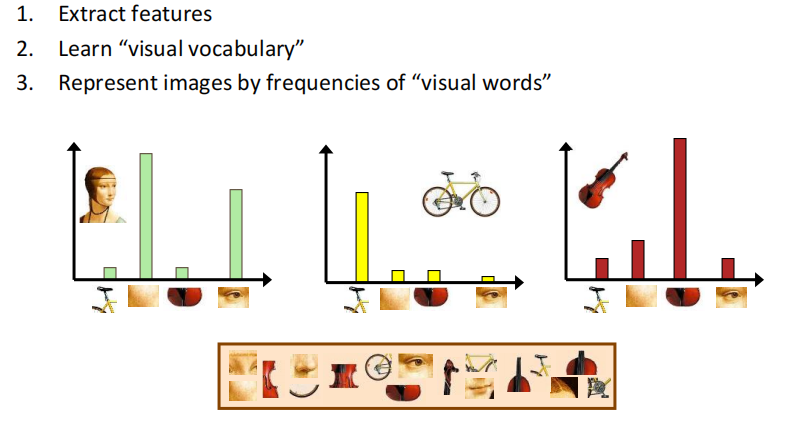 1. Extract features
2. Learn “visual vocabulary”
3. Represent images by frequencies of “visual words”